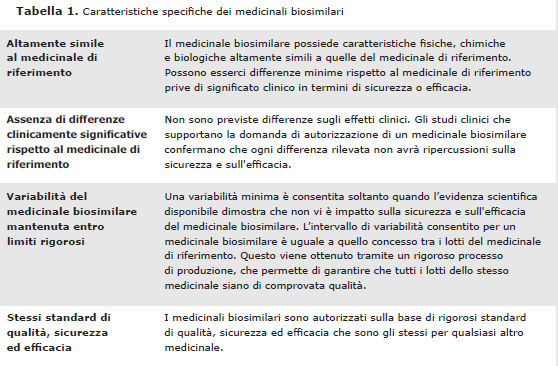 Tabella 1. Caratteristiche specifiche dei medicinali biosimilari
Altamente simile
al medicinale di
riferimento
Il medicinale biosimilare possiede caratteristiche fisiche, chimiche
e biologiche altamente simili a quelle del medicinale di riferimento.
Possono esserci differenze minime rispetto al medicinale di riferimento
prive di significato clinico in termini di sicurezza o efficacia.
Assenza di differenze
clinicamente significative
rispetto al medicinale di
riferimento
Non sono previste differenze sugli effetti clinici. Gli studi clinici che
supportano la domanda di autorizzazione di un medicinale biosimilare
confermano che ogni differenza rilevata non avrà ripercussioni sulla
sicurezza e sull'efficacia.
Variabilità del
medicinale biosimilare
mantenuta entro
limiti rigorosi
Una variabilità minima è consentita soltanto quando l’evidenza scientifica
disponibile dimostra che non vi è impatto sulla sicurezza e sull'efficacia
del medicinale biosimilare. L’intervallo di variabilità consentito per un
medicinale biosimilare è uguale a quello concesso tra i lotti del medicinale
di riferimento. Questo viene ottenuto tramite un rigoroso processo
di produzione, che permette di garantire che tutti i lotti dello stesso
medicinale siano di comprovata qualità.
Stessi standard di
qualità, sicurezza
ed efficacia
I medicinali biosimilari sono autorizzati sulla base di rigorosi standard
di qualità, sicurezza ed efficacia che sono gli stessi per qualsiasi altro
medicinale.